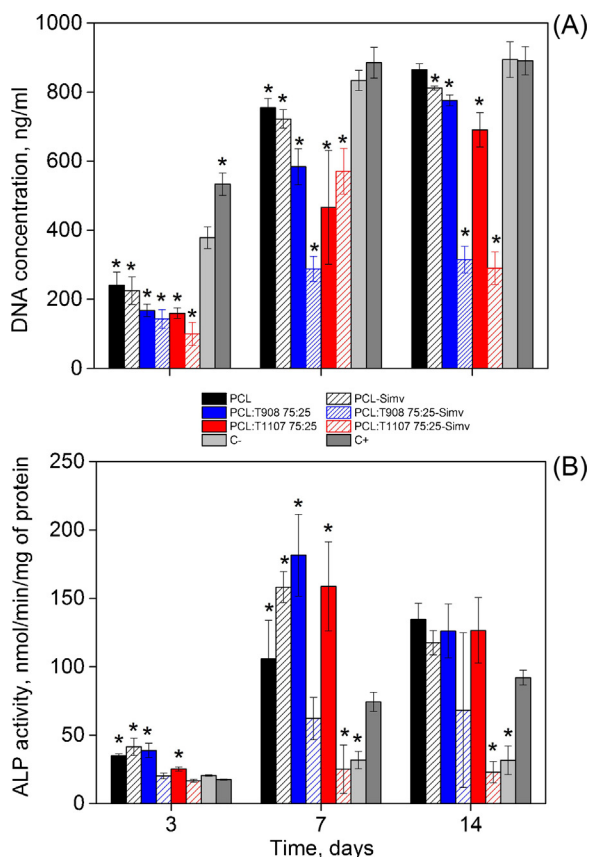 (A)
DNA concentration, ng/ml
1000
800
600
400
200
0
* * * * * *
* * * * * *
* * * * *
PCL PCL-Simv
PCL:T908 75:25 PCL:T908 75:25-Simv
PCL:T1107 75:25 PCL:T1107 75:25-Simv
C- C+
(B)
ALP activity, nmol/min/mg of protein
250
200
150
100
50
0
* * * *
* * * * * *
* *
3 7 14
Time, days